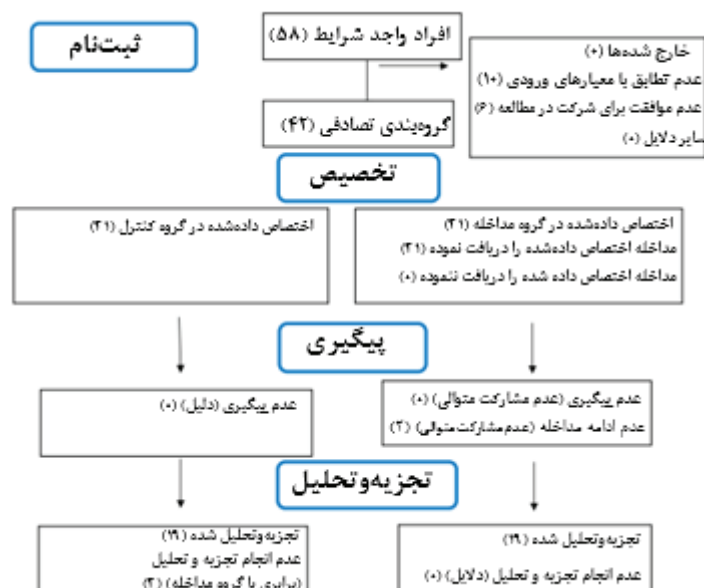 ثبت‌نام
افراد واجد شرایط (۵۸)
خارج شده‌ها (۰)
عدم تطابق با معیارهای ورودی (۱۰)
عدم موافقت برای شرکت در مطالعه (۶)
سایر دلایل (۰)
گروه‌بندی تصادفی (۴۲)
تخصیص
اختصاص داده‌شده در گروه مداخله (۲۱)
مداخله اختصاص داده‌شده را دریافت نموده (۲۱)
مداخله اختصاص داده شده را دریافت ننموده (۰)
اختصاص داده‌شده در گروه کنترل (۲۱)
پیگیری
عدم پیگیری (عدم مشارکت متوالی) (۰)
عدم ادامه مداخله (عدم‌مشارکت‌متوالی) (۲)
عدم پیگیری (دلیل) (۰)
تجزیه‌وتحلیل
تجزیه‌وتحلیل شده (۱۹)
عدم انجام تجزیه و تحلیل (دلایل) (۰)
تجزیه‌وتحلیل شده (۱۹)
عدم انجام تجزیه و تحلیل
(برابری با گروه مداخله) (۲)